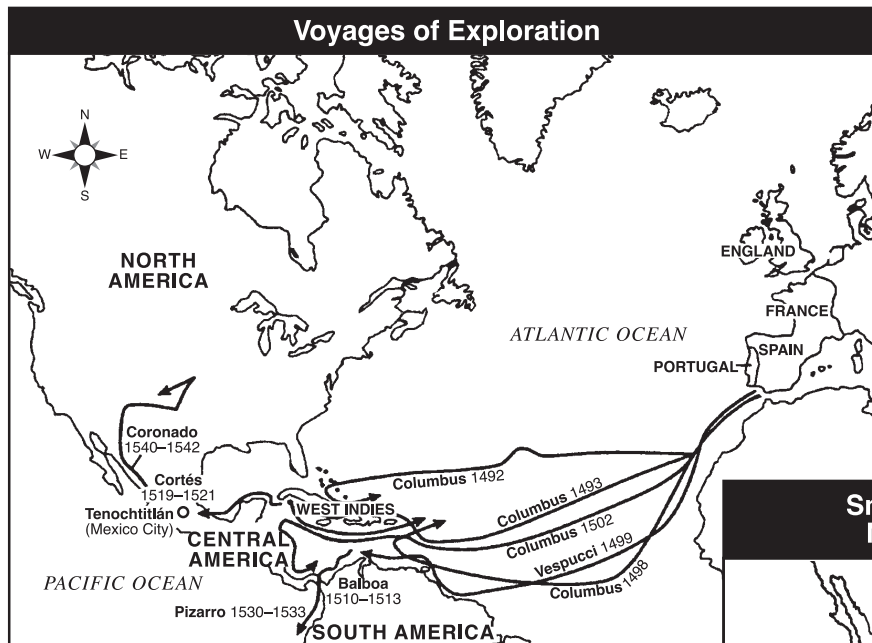 Voyages of Exploration
N
W E
S
NORTH
AMERICA
ENGLAND
FRANCE
ATLANTIC OCEAN
SPAIN
PORTUGAL
Coronado
1540–1542
Columbus 1492
Cortés
1519–1521
Columbus 1493
Tenochtitlán
(Mexico City)
WEST INDIES
Columbus 1502
CENTRAL
AMERICA
Vespucci 1499
Columbus 1498
PACIFIC OCEAN
Balboa
1510–1513
Pizarro 1530–1533
SOUTH AMERICA